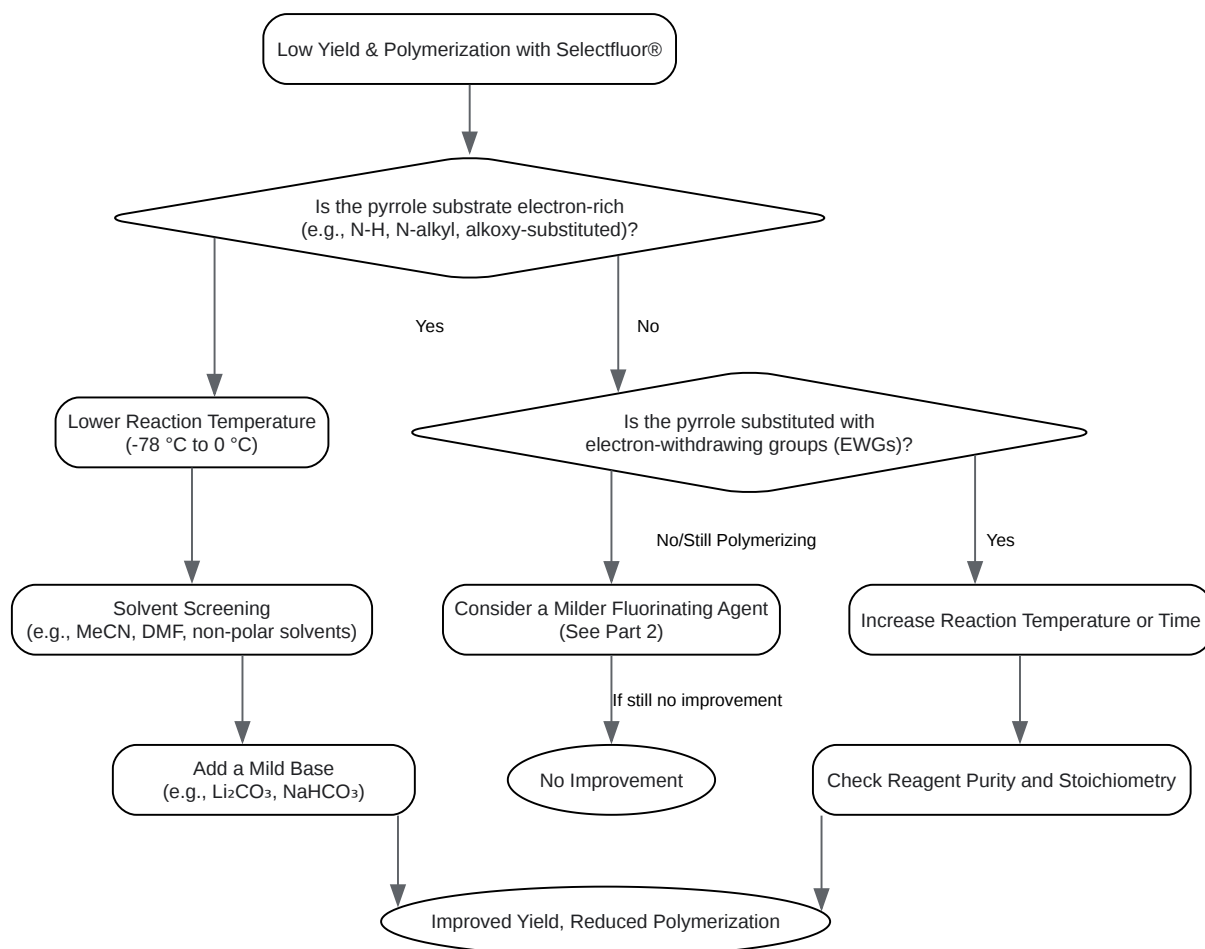 Low Yield & Polymerization with Selectfluor®
Is the pyrrole substrate electron-rich
(e.g., N-H, N-alkyl, alkoxy-substituted)?
Yes
No
Lower Reaction Temperature
(-78 °C to 0 °C)
Is the pyrrole substituted with
electron-withdrawing groups (EWGs)?
No/Still Polymerizing
Yes
Solvent Screening
(e.g., MeCN, DMF, non-polar solvents)
Consider a Milder Fluorinating Agent
(See Part 2)
Increase Reaction Temperature or Time
If still no improvement
Add a Mild Base
(e.g., Li₂CO₃, NaHCO₃)
No Improvement
Check Reagent Purity and Stoichiometry
Improved Yield, Reduced Polymerization